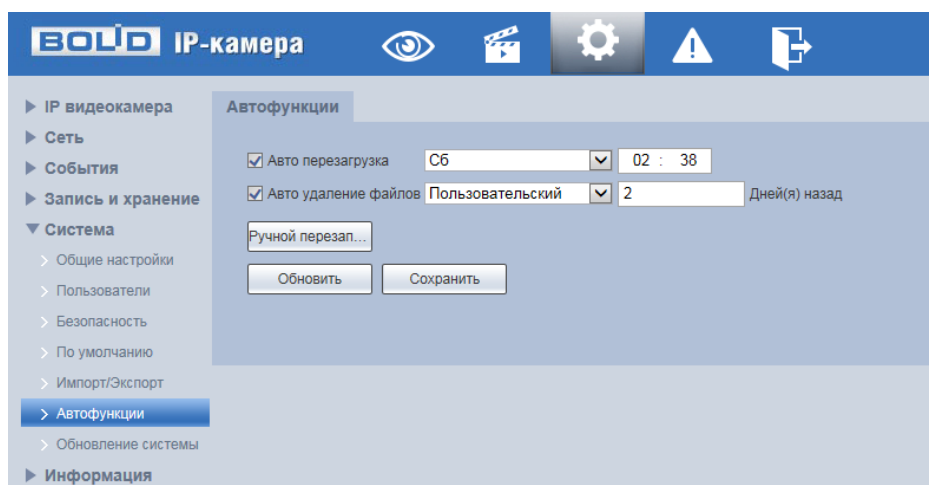 BOLID IP-камера
IP видеокамера
Сеть
События
Запись и хранение
Система
Общие настройки
Пользователи
Безопасность
По умолчанию
Импорт/Экспорт
Автофункции
Обновление системы
Информация
Автофункции
Авто перезагрузка Сб 02 : 38
Авто удаление файлов Пользовательский 2 Дней(я) назад
Ручной перезап...
Обновить Сохранить